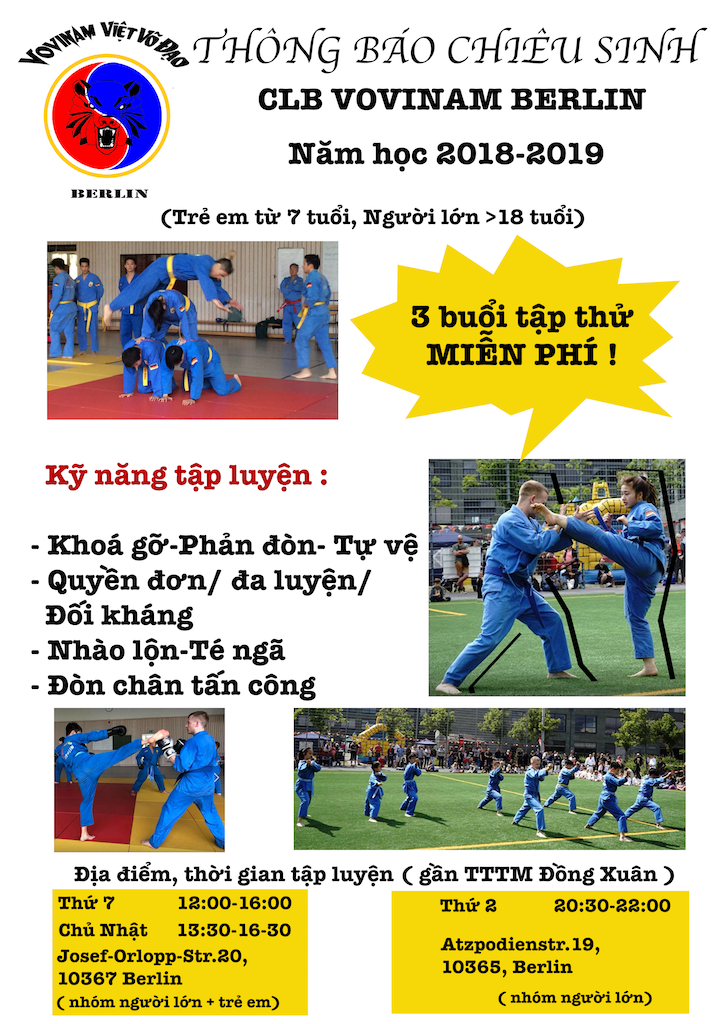 VOVINAM VIỆT VÕ ĐẠO
BERLIN
THÔNG BÁO CHIÊU SINH
CLB VOVINAM BERLIN
Năm học 2018-2019
(Trẻ em từ 7 tuổi, Người lớn >18 tuổi)
3 buổi tập thử
MIỄN PHÍ !
Kỹ năng tập luyện :
- Khoá gỡ-Phản đòn- Tự vệ
- Quyền đơn/ đa luyện/
Đối kháng
- Nhào lộn-Té ngã
- Đòn chân tấn công
Địa điểm, thời gian tập luyện ( gần TTTM Đồng Xuân )
Thứ 7 12:00-16:00
Chủ Nhật 13:30-16-30
Josef-Orlopp-Str.20,
10367 Berlin
( nhóm người lớn + trẻ em)
Thứ 2 20:30-22:00
Atzpodienstr.19,
10365, Berlin
( nhóm người lớn)